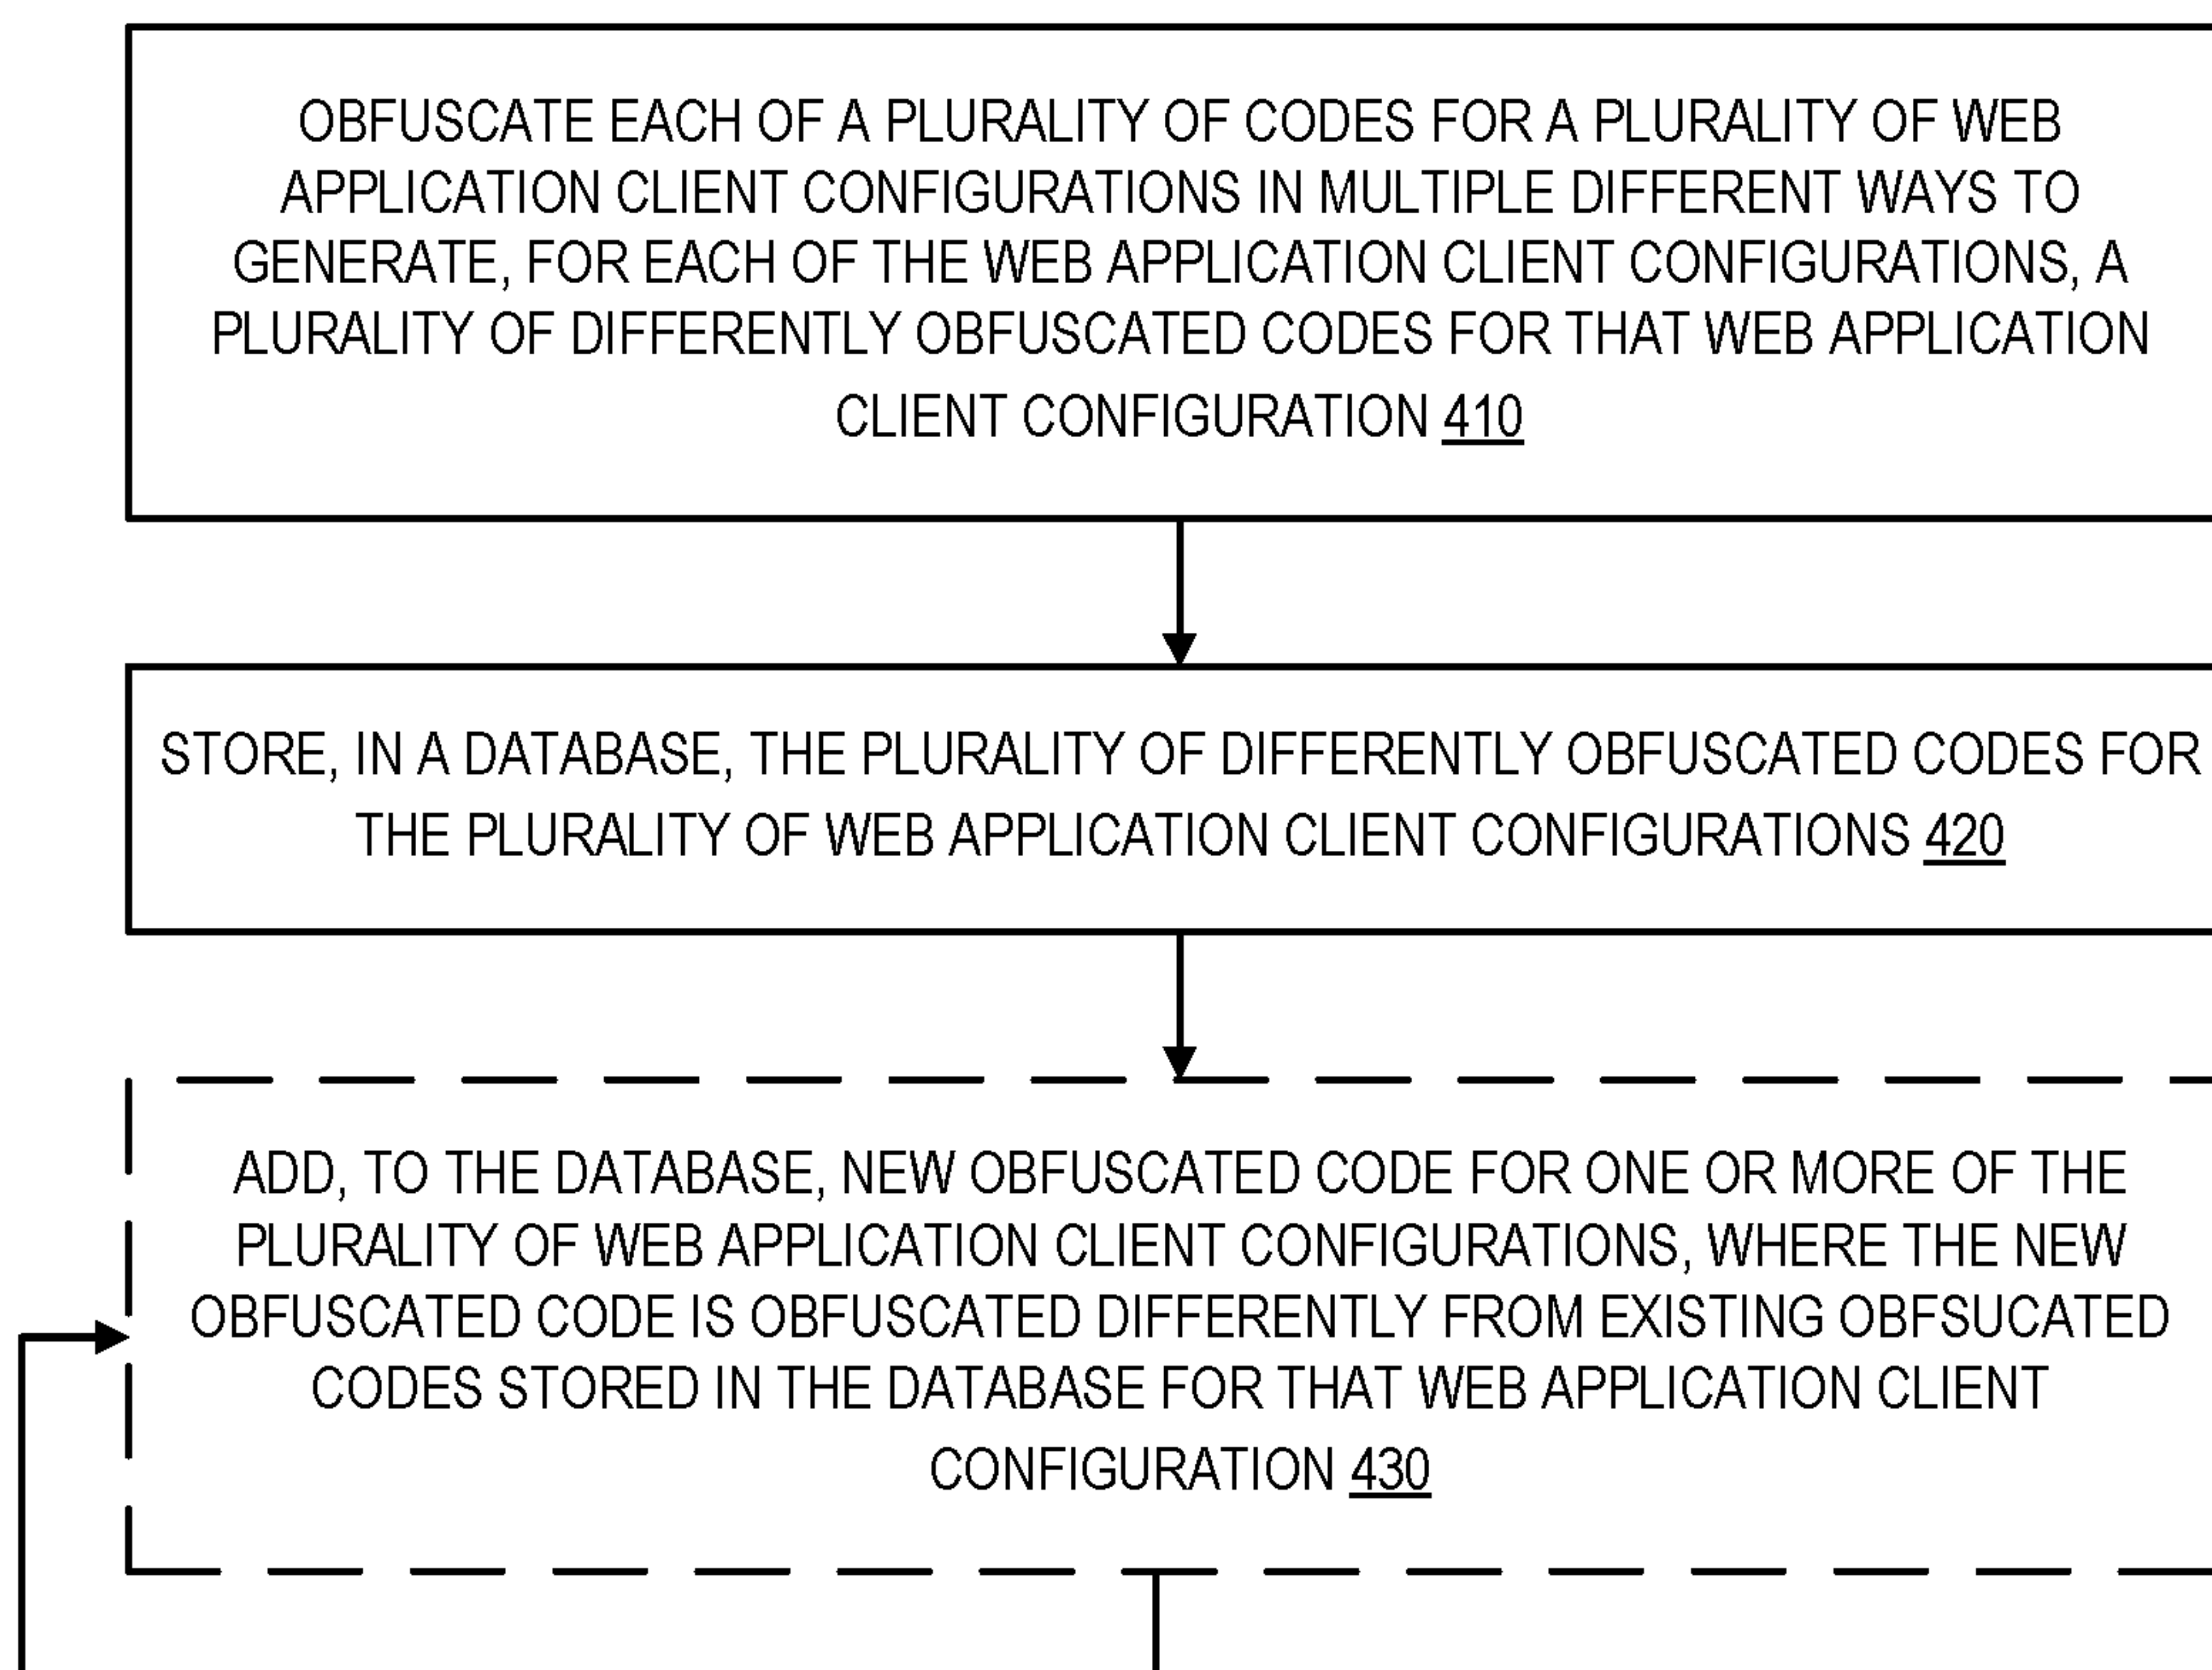 OBFUSCATE EACH OF A PLURALITY OF CODES FOR A PLURALITY OF WEB
APPLICATION CLIENT CONFIGURATIONS IN MULTIPLE DIFFERENT WAYS TO
GENERATE, FOR EACH OF THE WEB APPLICATION CLIENT CONFIGURATIONS, A
PLURALITY OF DIFFERENTLY OBFUSCATED CODES FOR THAT WEB APPLICATION
CLIENT CONFIGURATION 410
STORE, IN A DATABASE, THE PLURALITY OF DIFFERENTLY OBFUSCATED CODES FOR
THE PLURALITY OF WEB APPLICATION CLIENT CONFIGURATIONS 420
ADD, TO THE DATABASE, NEW OBFUSCATED CODE FOR ONE OR MORE OF THE
PLURALITY OF WEB APPLICATION CLIENT CONFIGURATIONS, WHERE THE NEW
OBFUSCATED CODE IS OBFUSCATED DIFFERENTLY FROM EXISTING OBFSUCATED
CODES STORED IN THE DATABASE FOR THAT WEB APPLICATION CLIENT
CONFIGURATION 430